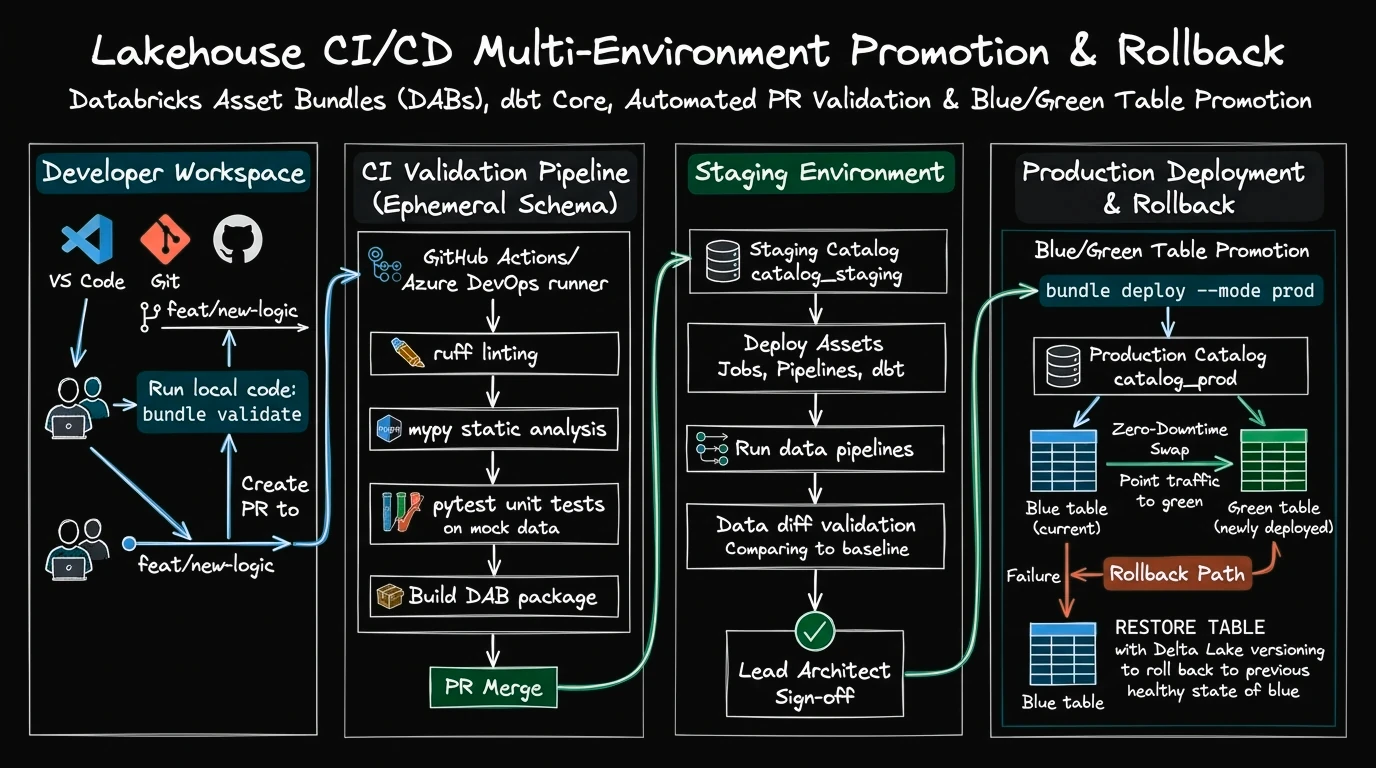 Lakehouse CI/CD Multi-Environment Promotion & Rollback
Databricks Asset Bundles (DABs), dbt Core, Automated PR Validation & Blue/Green Table Promotion
Developer Workspace
VS Code
Git
feat/new-logic
Run local code:
bundle validate
Create
PR to
feat/new-logic
CI Validation Pipeline
(Ephemeral Schema)
GitHub Actions/
Azure DevOps runner
ruff linting
mypy static analysis
pytest unit tests
on mock data
Build DAB package
PR Merge
Staging Environment
Staging Catalog
catalog_staging
Deploy Assets
Jobs, Pipelines, dbt
Run data pipelines
Data diff validation
Comparing to baseline
Lead Architect
Sign-off
Production Deployment
& Rollback
Blue/Green Table Promotion
bundle deploy --mode prod
Production Catalog
catalog_prod
Zero-Downtime
Swap
Point traffic
to green
Blue table
(current)
Green table
(newly deployed)
Failure
Rollback Path
RESTORE TABLE
with Delta Lake versioning
to roll back to previous
healthy state of blue
Blue table